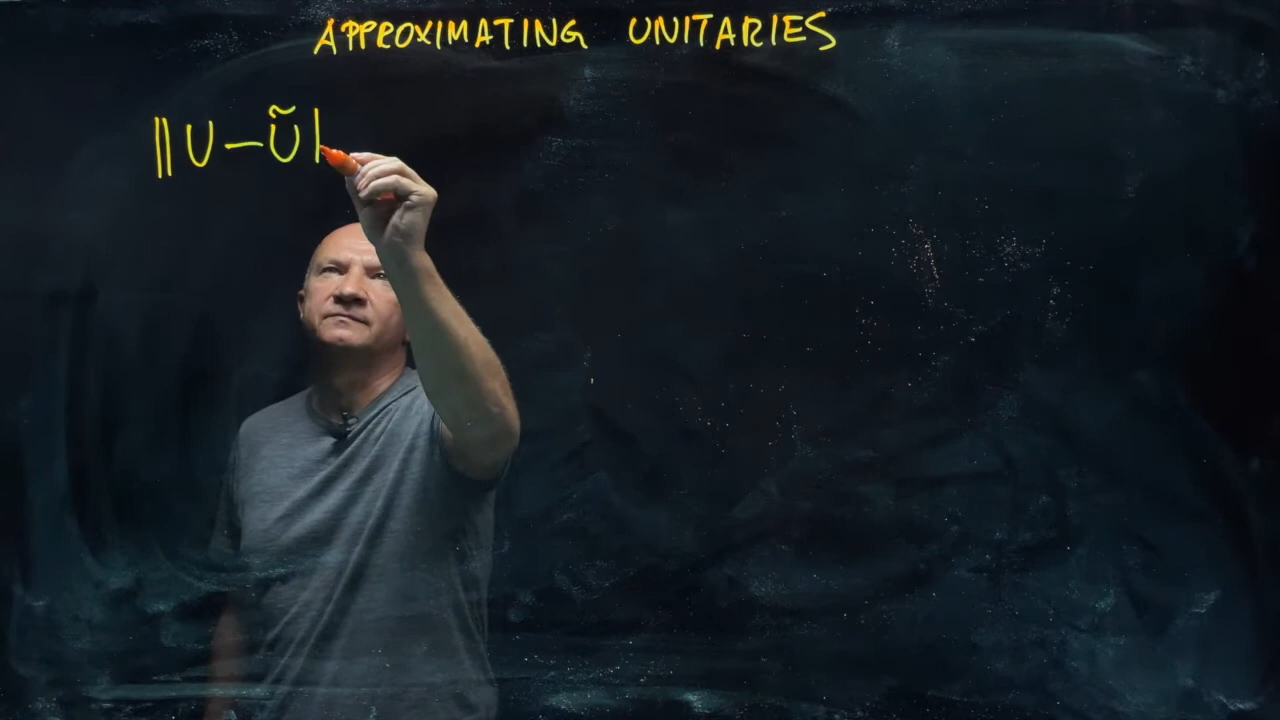 APPROXIMATING UNITARIES
|| U - Ũ |